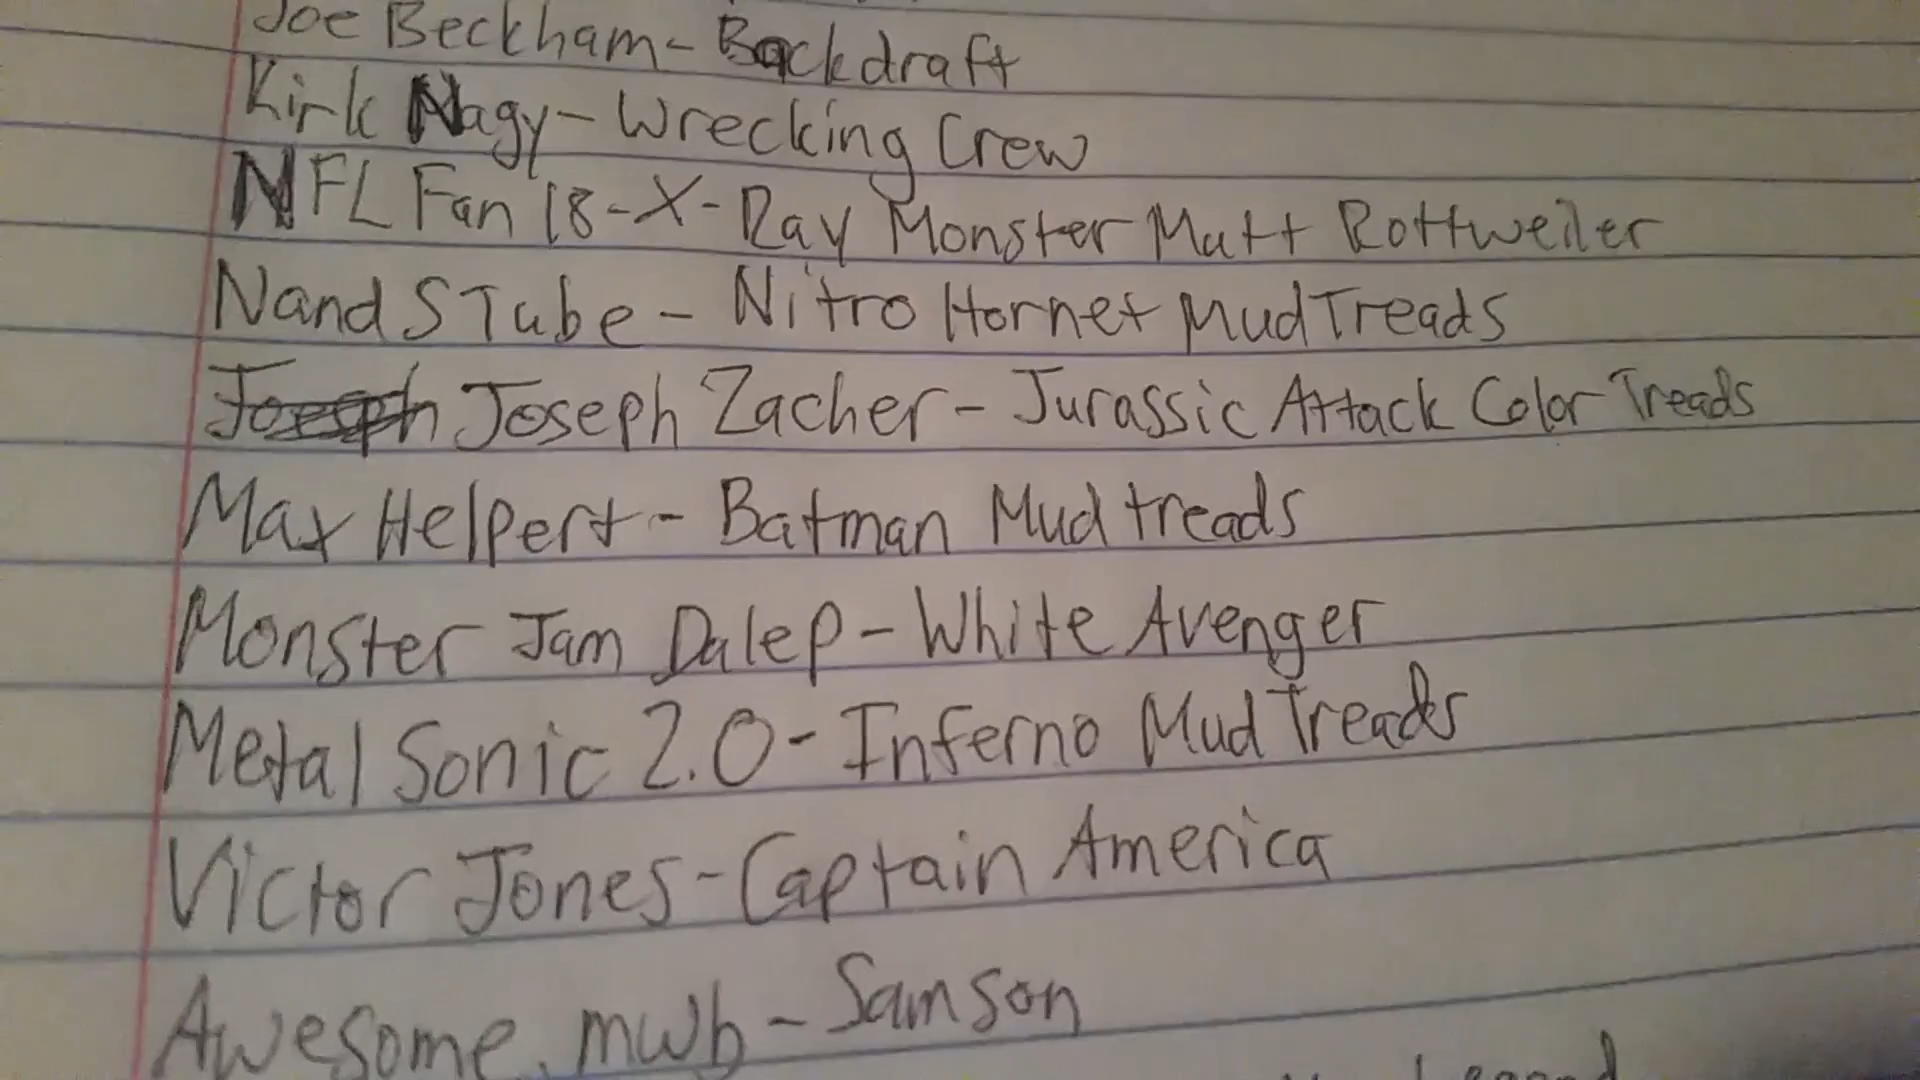 Joe Beckham- Backdraft
Kirk Nagy- Wrecking Crew
NFL Fan 18-X-Ray Monster Mutt Rottweiler
Nand S Tube - Nitro Hornet Mud Treads
Joseph Joseph Zacher- Jurassic Attack Color Treads
Max Helpert - Batman Mud treads
Monster Jam Dalep - White Avenger
Metal Sonic 2.0- Inferno Mud Treads
Victor Jones-Captain America
Awesome. mwb - Samson
Legend